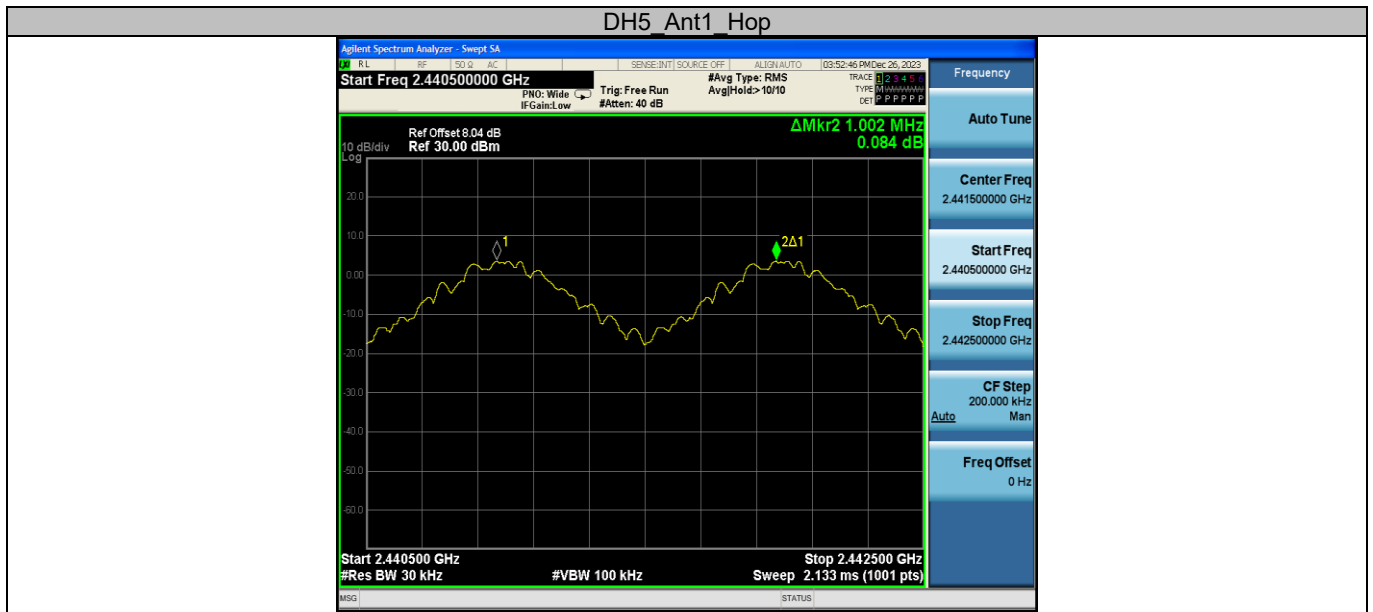 DH5_Ant1_Hop
Agilent Spectrum Analyzer - Swept SA
RL RF 50 Ω AC SENSE:INT SOURCE OFF ALIGN AUTO 03:52:46 PM Dec 26, 2023
Start Freq 2.440500000 GHz
PNO: Wide
IFGain:Low
Trig: Free Run
#Atten: 40 dB
#Avg Type: RMS
Avg|Hold:>10/10
TRACE 1 2 3 4 5 6
TYPE M
DET P P P P P P
Frequency
ΔMkr2 1.002 MHz
0.084 dB
Ref Offset 8.04 dB
Ref 30.00 dBm
10 dB/div
Log
20.0
10.0
0.00
-10.0
-20.0
-30.0
-40.0
-50.0
-60.0
1
2Δ1
Start 2.440500 GHz
Stop 2.442500 GHz
#Res BW 30 kHz
#VBW 100 kHz
Sweep 2.133 ms (1001 pts)
Auto Tune
Center Freq
2.441500000 GHz
Start Freq
2.440500000 GHz
Stop Freq
2.442500000 GHz
CF Step
200.000 kHz
Auto Man
Freq Offset
0 Hz
MSG
STATUS